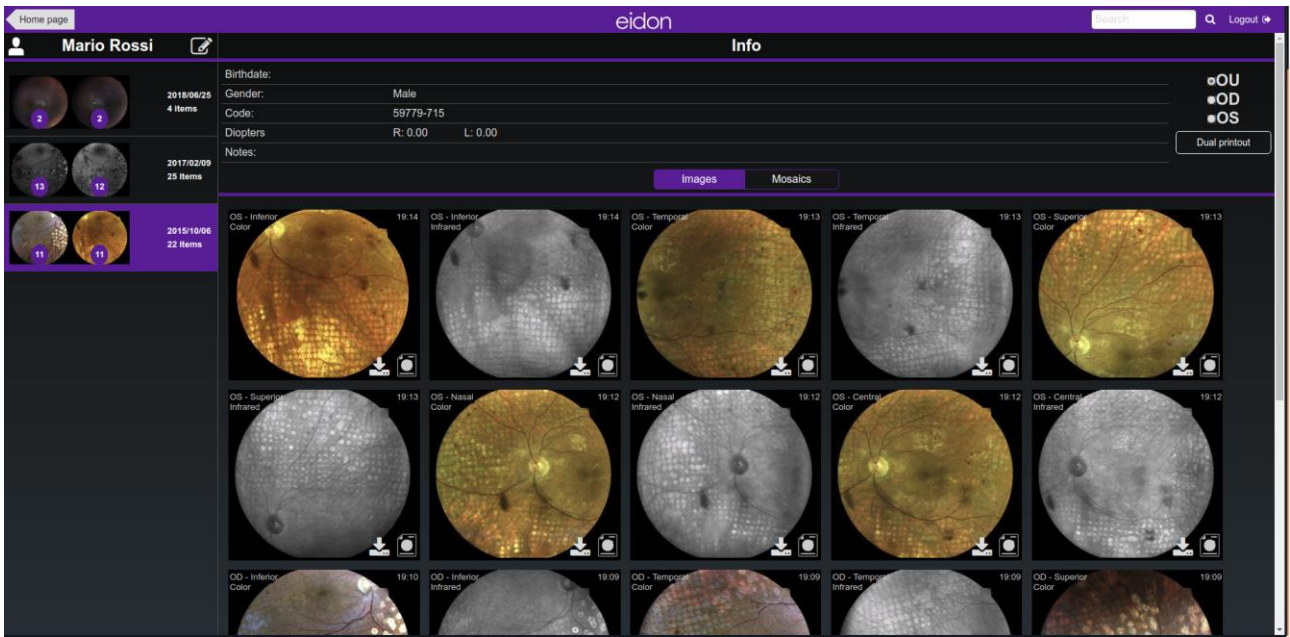 Home page
eidon
Search
Logout
Mario Rossi
Info
2018/06/25
4 Items
2
2
2017/02/09
25 Items
13
12
2015/10/06
22 Items
11
11
Birthdate:
Gender: Male
Code: 59779-715
Diopters R: 0.00 L: 0.00
Notes:
OU
OD
OS
Dual printout
Images
Mosaics
OS - Inferior 19:14
Color
OS - Inferior 19:14
Infrared
OS - Temporal 19:13
Color
OS - Temporal 19:13
Infrared
OS - Superior 19:13
Color
OS - Superior 19:13
Infrared
OS - Nasal 19:12
Color
OS - Nasal 19:12
Infrared
OS - Central 19:12
Color
OS - Central 19:12
Infrared
OD - Inferior 19:10
Color
OD - Inferior 19:09
Infrared
OD - Temporal 19:09
Color
OD - Temporal 19:09
Infrared
OD - Superior 19:09
Color